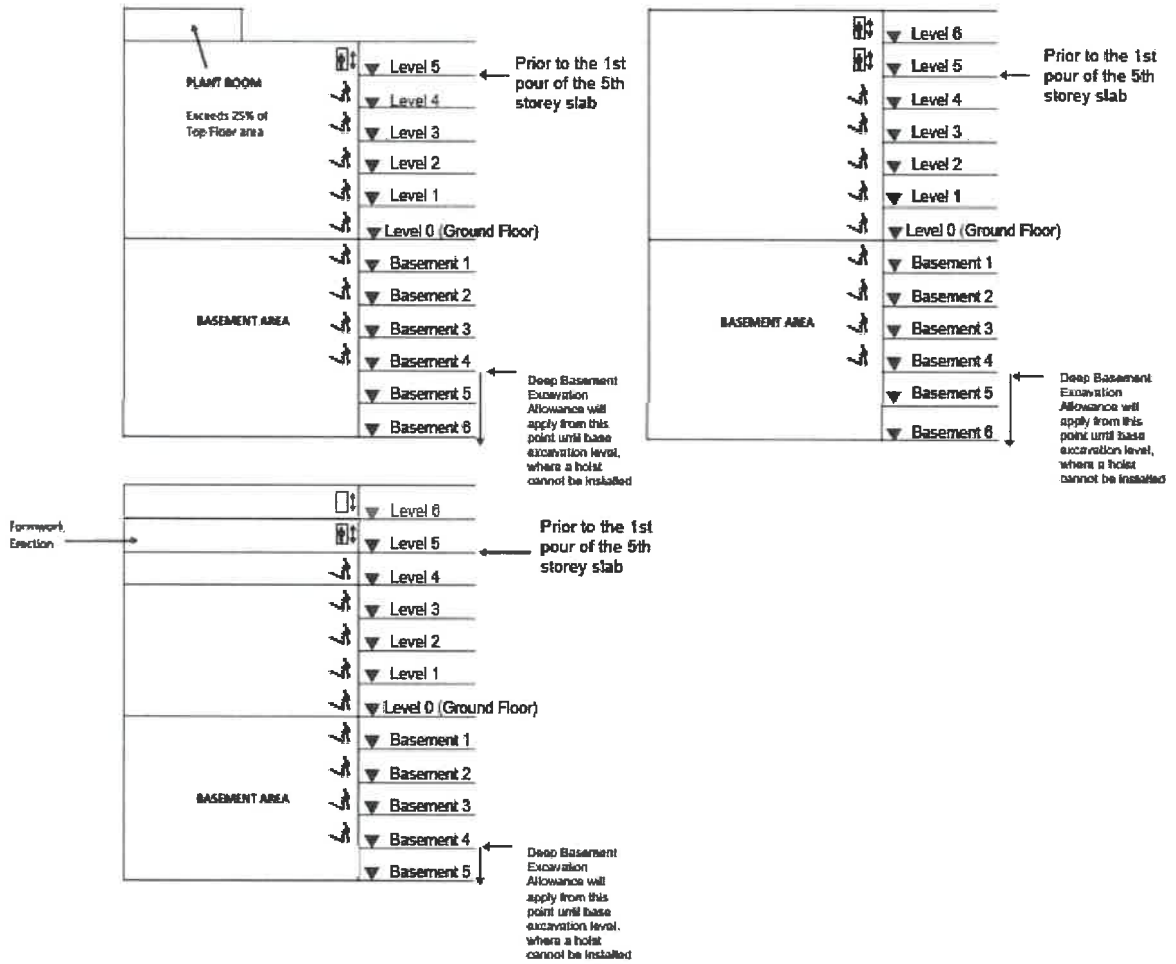 PLANT ROOM
Exceeds 25% of
Top Floor area
Level 5
Level 4
Level 3
Level 2
Level 1
Level 0 (Ground Floor)
Basement 1
Basement 2
Basement 3
Basement 4
Basement 5
Basement 6
BASEMENT AREA
Prior to the 1st
pour of the 5th
storey slab
Deep Basement
Excavation
Allowance will
apply from this
point until base
excavation level,
where a hoist
cannot be installed
Level 6
Level 5
Level 4
Level 3
Level 2
Level 1
Level 0 (Ground Floor)
Basement 1
Basement 2
Basement 3
Basement 4
Basement 5
Basement 6
BASEMENT AREA
Prior to the 1st
pour of the 5th
storey slab
Deep Basement
Excavation
Allowance will
apply from this
point until base
excavation level,
where a hoist
cannot be installed
Formwork
Erection
Level 6
Level 5
Level 4
Level 3
Level 2
Level 1
Level 0 (Ground Floor)
Basement 1
Basement 2
Basement 3
Basement 4
Basement 5
BASEMENT AREA
Prior to the 1st
pour of the 5th
storey slab
Deep Basement
Excavation
Allowance will
apply from this
point until base
excavation level,
where a hoist
cannot be installed